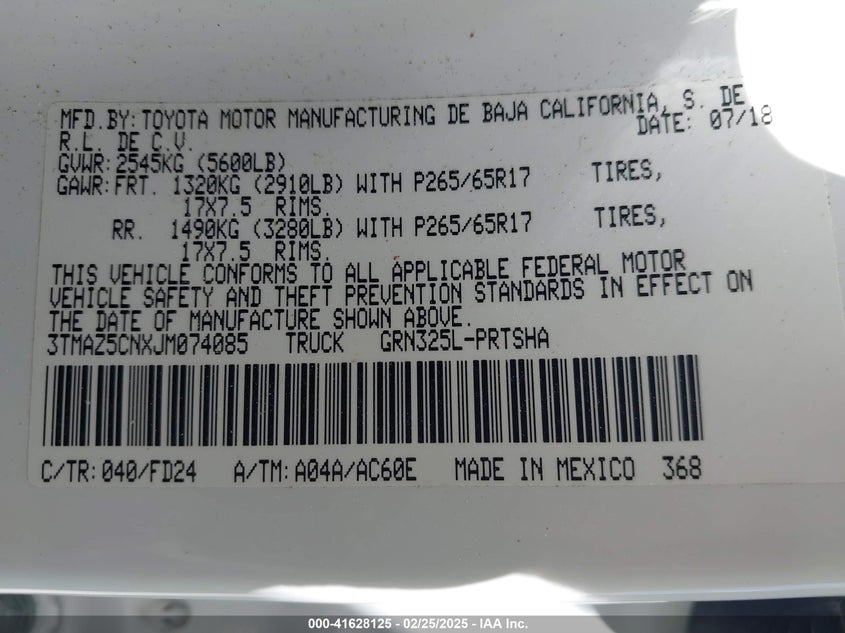 MFD.BY:TOYOTA MOTOR MANUFACTURING DE BAJA CALIFORNIA, S. DE
R.L. DE C.V. DATE: 07/18
GVWR:2545KG (5600LB)
GAWR:FRT. 1320KG (2910LB) WITH P265/65R17 TIRES,
17X7.5 RIMS.
RR. 1490KG (3280LB) WITH P265/65R17 TIRES,
17X7.5 RIMS.
THIS VEHICLE CONFORMS TO ALL APPLICABLE FEDERAL MOTOR
VEHICLE SAFETY AND THEFT PREVENTION STANDARDS IN EFFECT ON
THE DATE OF MANUFACTURE SHOWN ABOVE.
3TMAZ5CNXJM074085 TRUCK GRN325L-PRTSHA
C/TR:040/FD24 A/TM:A04A/AC60E MADE IN MEXICO 368
000-41628125 - 02/25/2025 - IAA Inc.